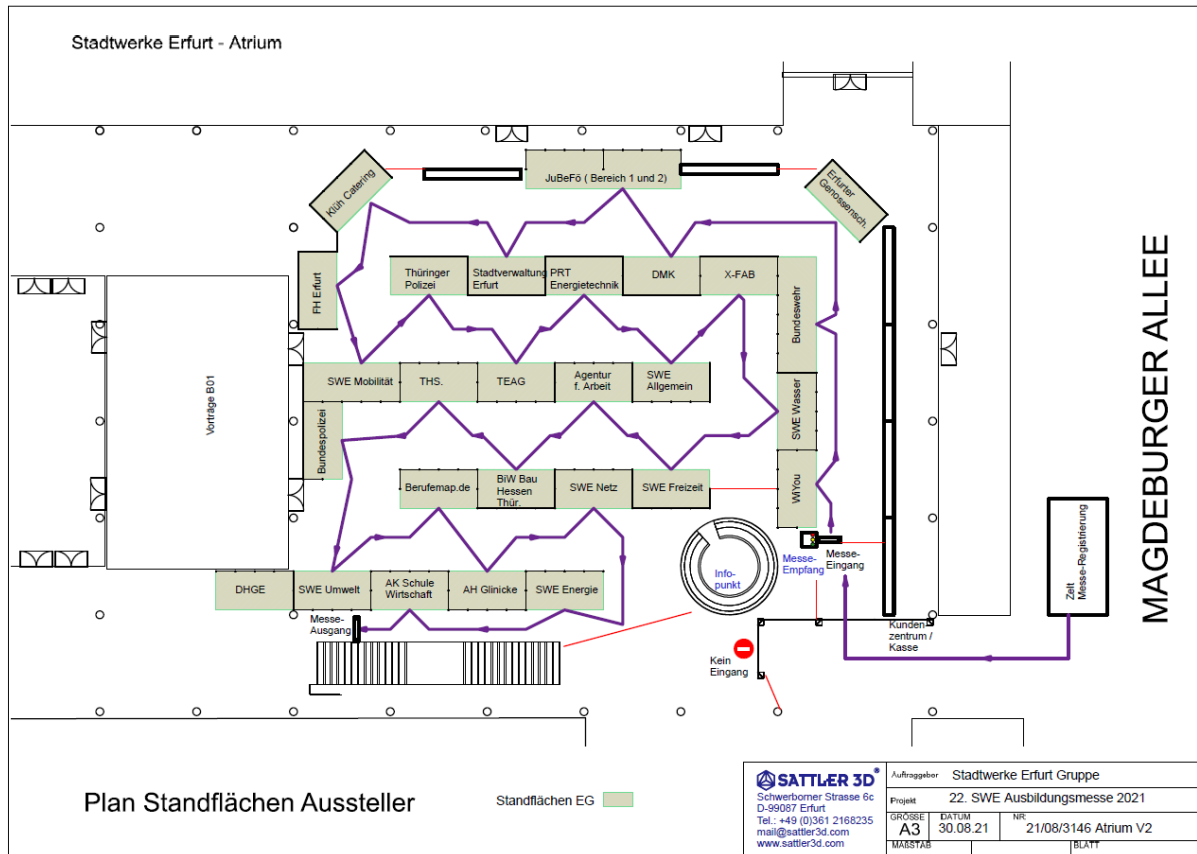 Stadtwerke Erfurt - Atrium
JuBeFö ( Bereich 1 und 2)
Klüh Catering
Erfurter
Genossensch.
FH Erfurt
Thüringer
Polizei
Stadtverwaltung
Erfurt
PRT
Energietechnik
DMK
X-FAB
Bundeswehr
SWE Mobilität
THS.
TEAG
Agentur
f. Arbeit
SWE
Allgemein
SWE Wasser
Vorträge B01
Bundespolizei
Berufemap.de
BiW Bau
Hessen
Thür.
SWE Netz
SWE Freizeit
WiYou
MAGDEBURGER ALLEE
Zelt
Messe-Registrierung
Messe-
Empfang
Messe-
Eingang
Info-
punkt
DHGE
SWE Umwelt
AK Schule
Wirtschaft
AH Glinicke
SWE Energie
Messe-
Ausgang
Kunden
zentrum /
Kasse
Kein
Eingang
Plan Standflächen Aussteller
Standflächen EG
SATTLER 3D®
Schwerborner Strasse 6c
D-99087 Erfurt
Tel.: +49 (0)361 2168235
mail@sattler3d.com
www.sattler3d.com
Auftraggeber Stadtwerke Erfurt Gruppe
Projekt 22. SWE Ausbildungsmesse 2021
GRÖSSE DATUM NR
A3 30.08.21 21/08/3146 Atrium V2
MAßSTAB BLATT